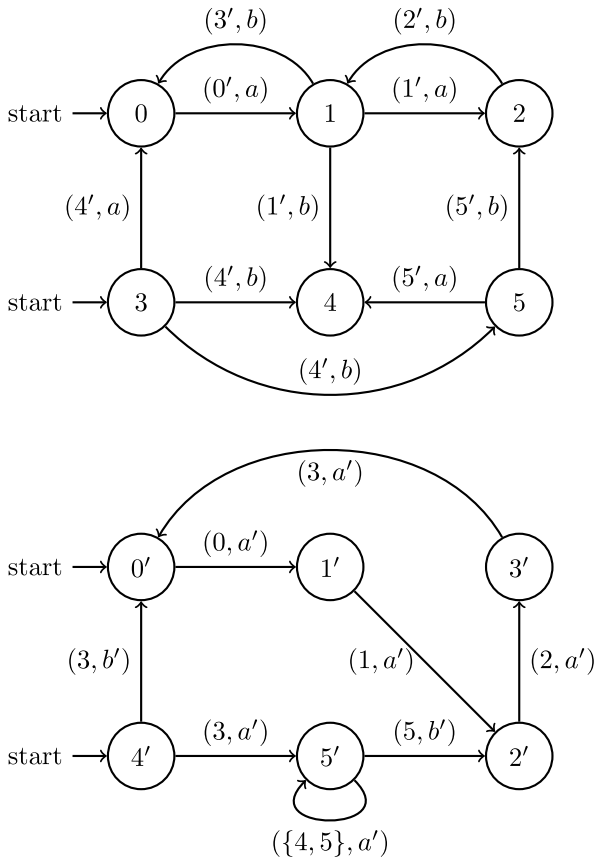 (3′, b) (2′, b)
start 0 (0′, a) 1 (1′, a) 2
(4′, a) (1′, b) (5′, b)
start 3 (4′, b) 4 (5′, a) 5
(4′, b)
(3, a′)
start 0′ (0, a′) 1′ 3′
(3, b′) (1, a′) (2, a′)
start 4′ (3, a′) 5′ (5, b′) 2′
({4, 5}, a′)